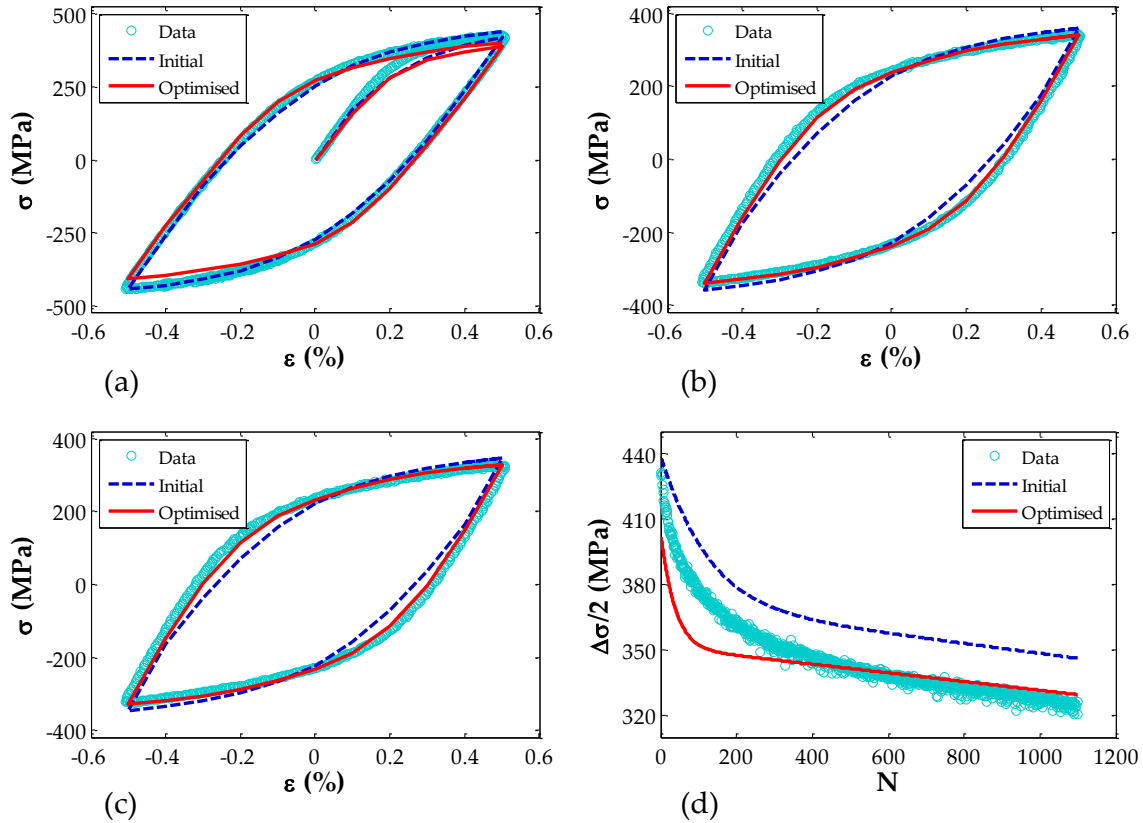 500
250
0
-250
-500
σ (MPa)
Data
Initial
Optimised
-0.6 -0.4 -0.2 0 0.2 0.4 0.6
ε (%)
(a)
400
200
0
-200
-400
σ (MPa)
Data
Initial
Optimised
-0.6 -0.4 -0.2 0 0.2 0.4 0.6
ε (%)
(b)
400
200
0
-200
-400
σ (MPa)
Data
Initial
Optimised
-0.6 -0.4 -0.2 0 0.2 0.4 0.6
ε (%)
(c)
440
410
380
350
320
Δσ/2 (MPa)
Data
Initial
Optimised
0 200 400 600 800 1000 1200
N
(d)